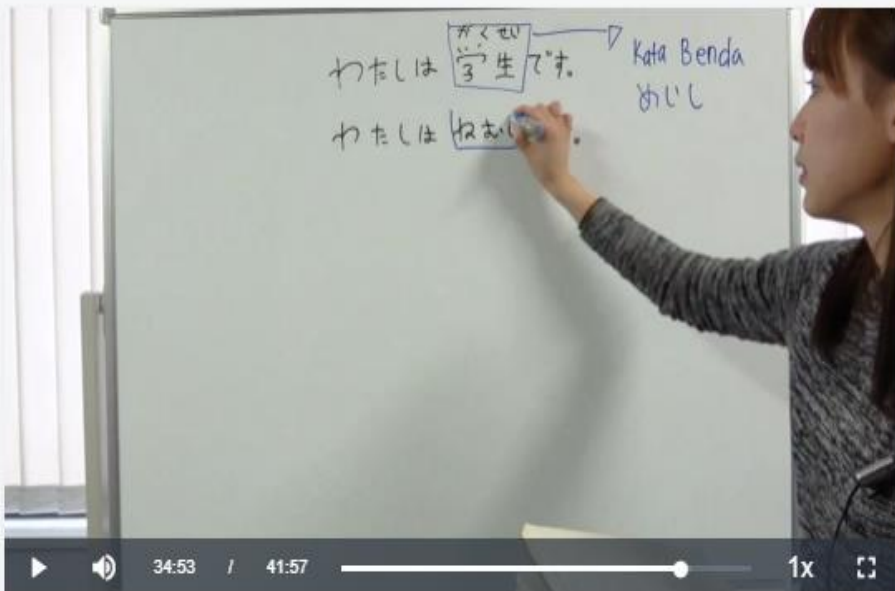 がくせい
わたしは 学生 です。
Kata Benda
めいし
わたしは ねむ
。
34:53 / 41:57
1x